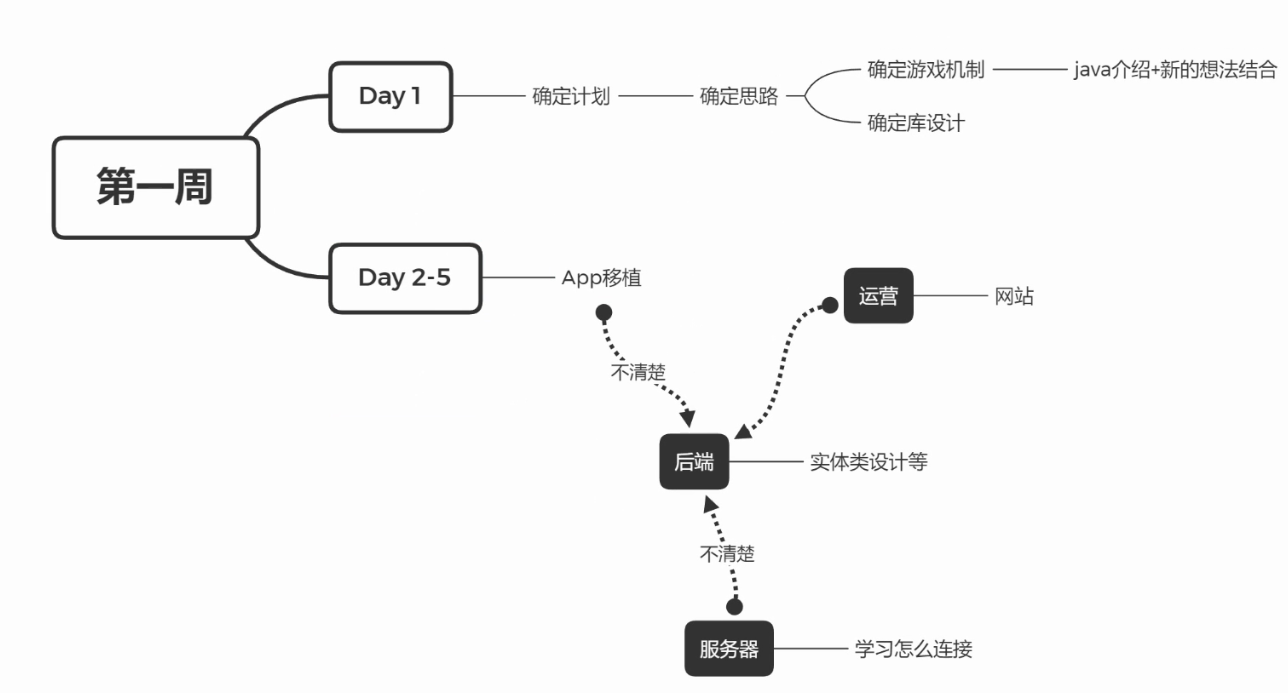 第一周
Day 1
确定计划
确定思路
确定游戏机制
java介绍+新的想法结合
确定库设计
Day 2-5
App移植
不清楚
运营
网站
后端
实体类设计等
不清楚
服务器
学习怎么连接